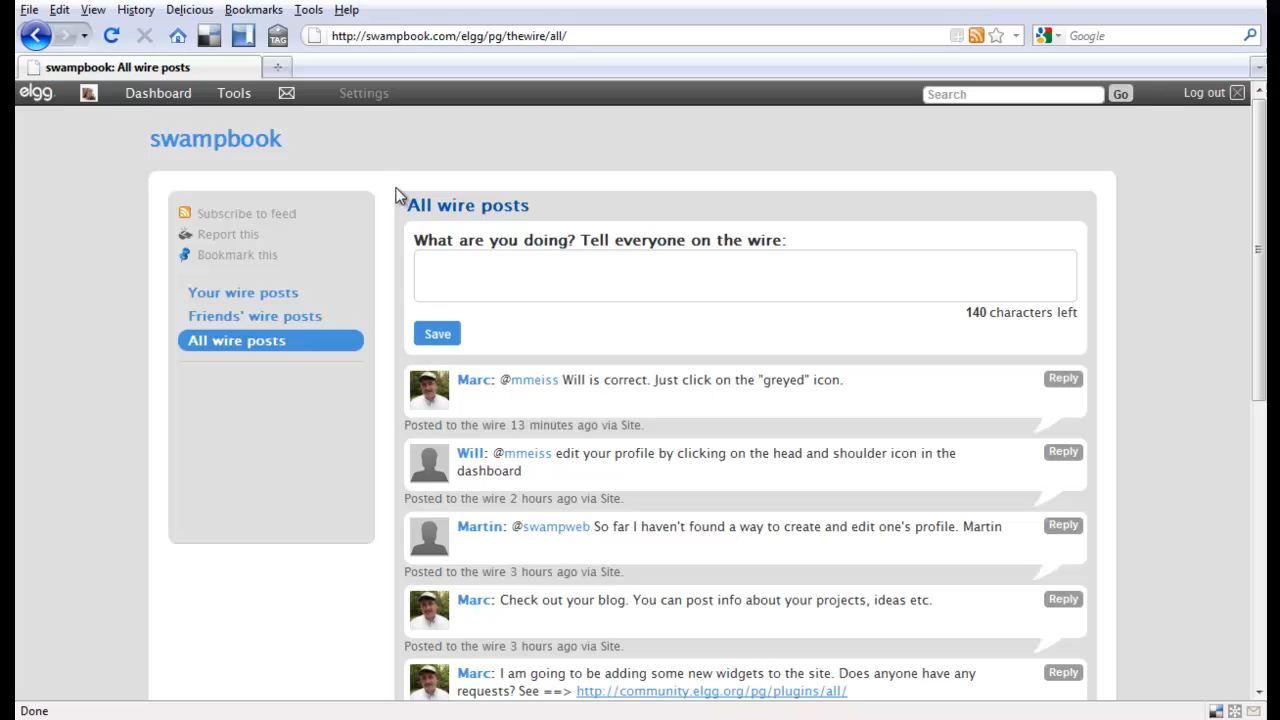 File Edit View History Delicious Bookmarks Tools Help
TAG http://swampbook.com/elgg/pg/thewire/all/ Google
swampbook: All wire posts
elgg Dashboard Tools Settings Search Go Log out
swampbook
Subscribe to feed
Report this
Bookmark this
Your wire posts
Friends' wire posts
All wire posts
All wire posts
What are you doing? Tell everyone on the wire:
140 characters left
Save
Marc: @mmeiss Will is correct. Just click on the "greyed" icon. Reply
Posted to the wire 13 minutes ago via Site.
Will: @mmeiss edit your profile by clicking on the head and shoulder icon in the Reply
dashboard
Posted to the wire 2 hours ago via Site.
Martin: @swampweb So far I haven't found a way to create and edit one's profile. Martin Reply
Posted to the wire 3 hours ago via Site.
Marc: Check out your blog. You can post info about your projects, ideas etc. Reply
Posted to the wire 3 hours ago via Site.
Marc: I am going to be adding some new widgets to the site. Does anyone have any Reply
requests? See ==> http://community.elgg.org/pg/plugins/all/
Done